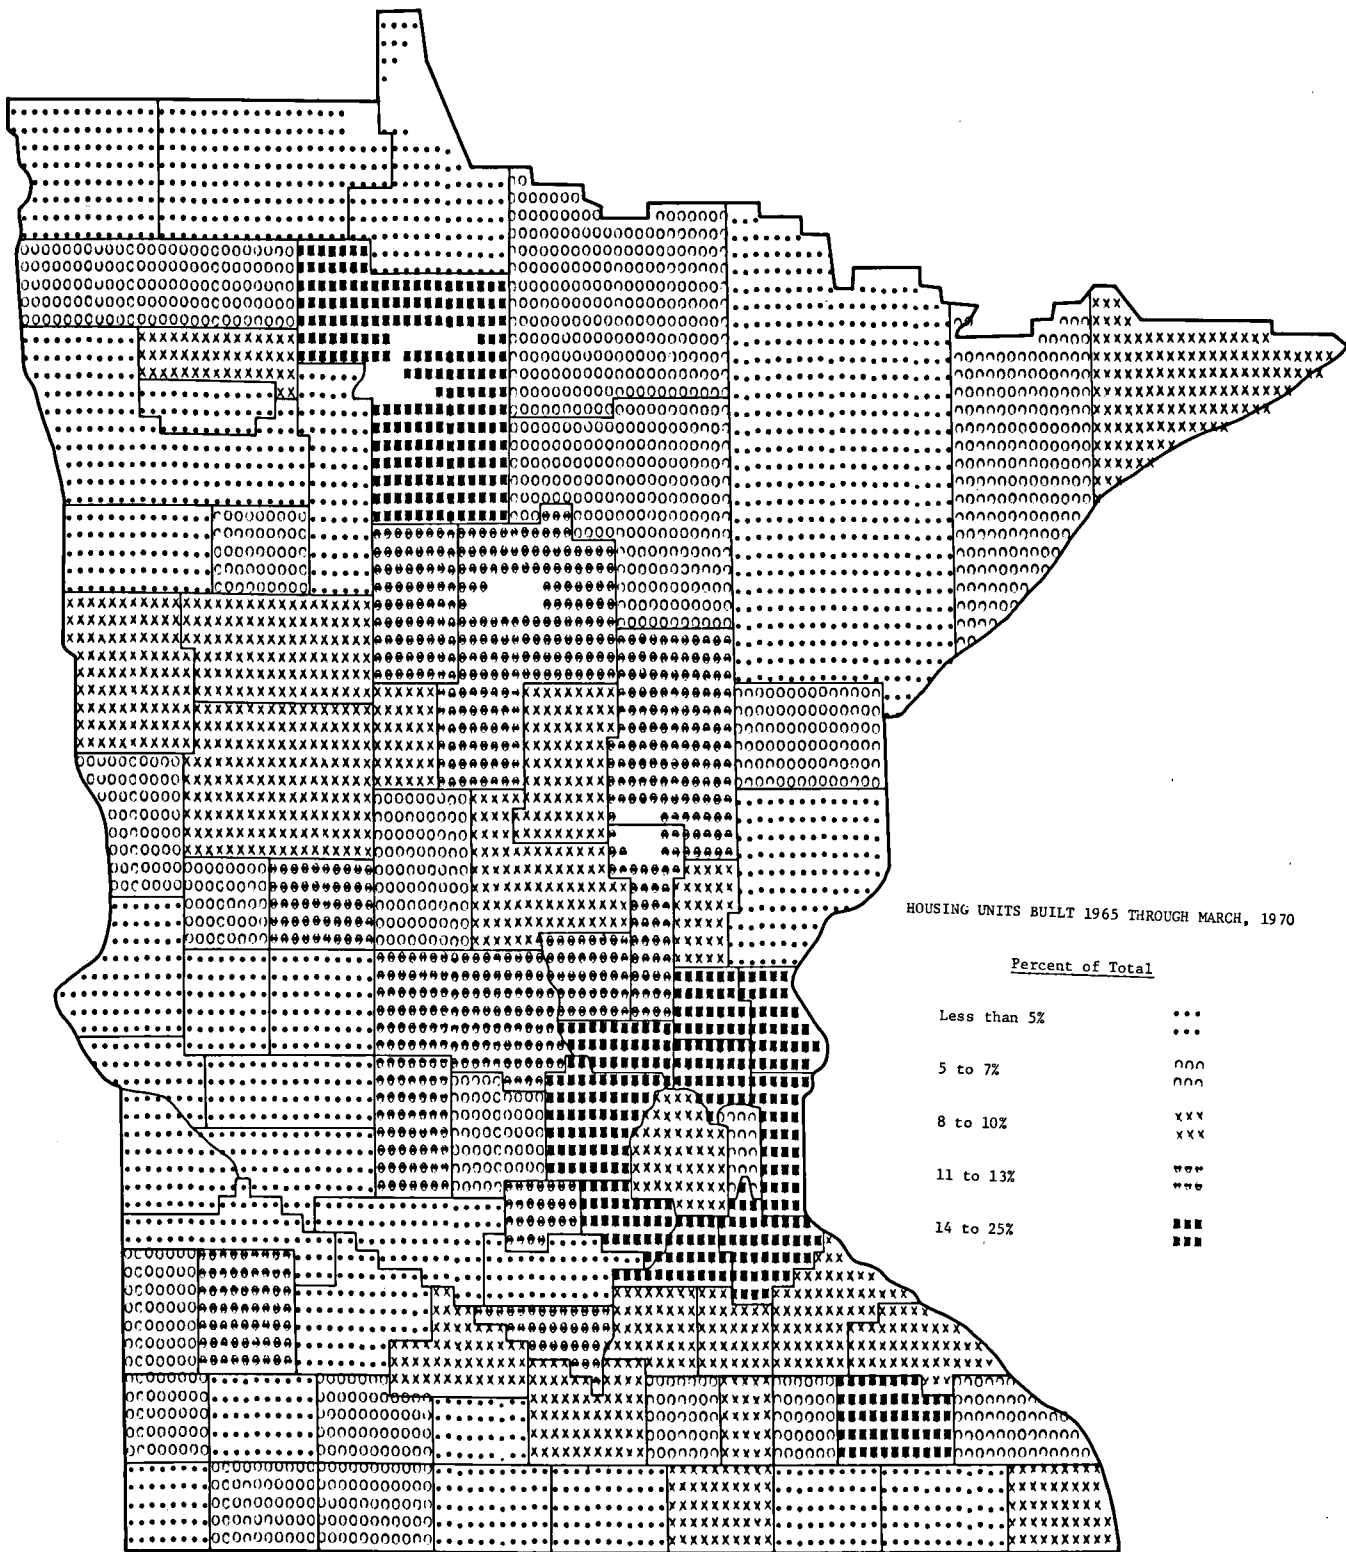 HOUSING UNITS BUILT 1965 THROUGH MARCH, 1970
Percent of Total
Less than 5%
5 to 7%
8 to 10%
11 to 13%
14 to 25%